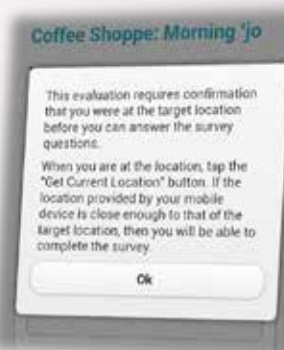 Coffee Shoppe: Morning 'jo
This evaluation requires confirmation
that you were at the target location
before you can answer the survey
questions.
When you are at the location, tap the
"Get Current Location" button. If the
location provided by your mobile
device is close enough to that of the
target location, then you will be able to
complete the survey.
Ok